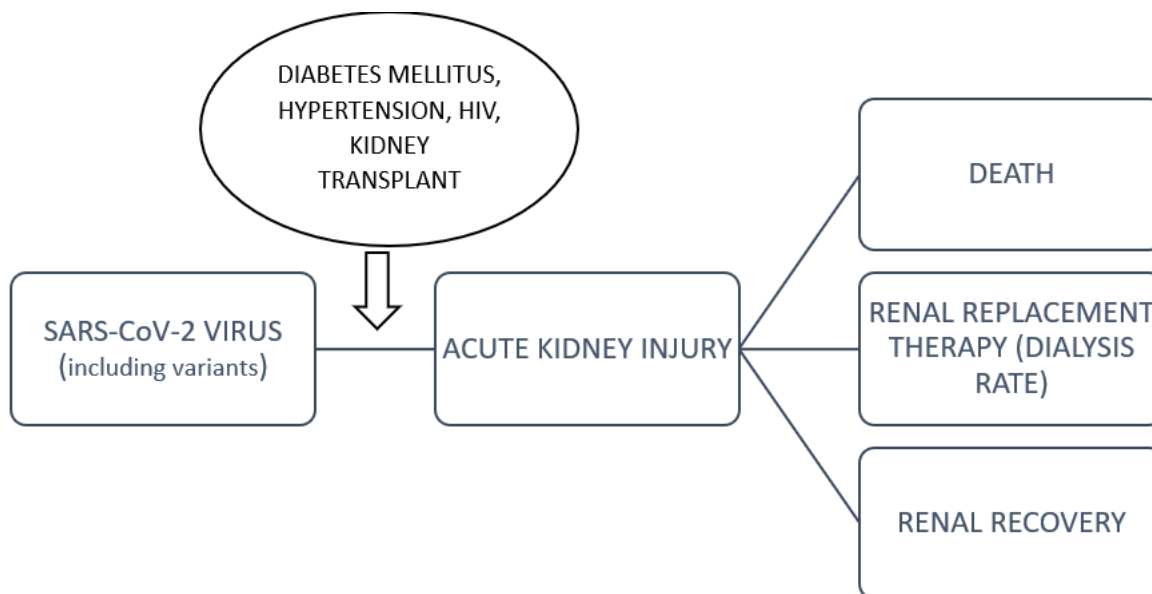 DIABETES MELLITUS,
HYPERTENSION, HIV,
KIDNEY
TRANSPLANT
SARS-CoV-2 VIRUS
(including variants)
ACUTE KIDNEY INJURY
DEATH
RENAL REPLACEMENT
THERAPY (DIALYSIS
RATE)
RENAL RECOVERY